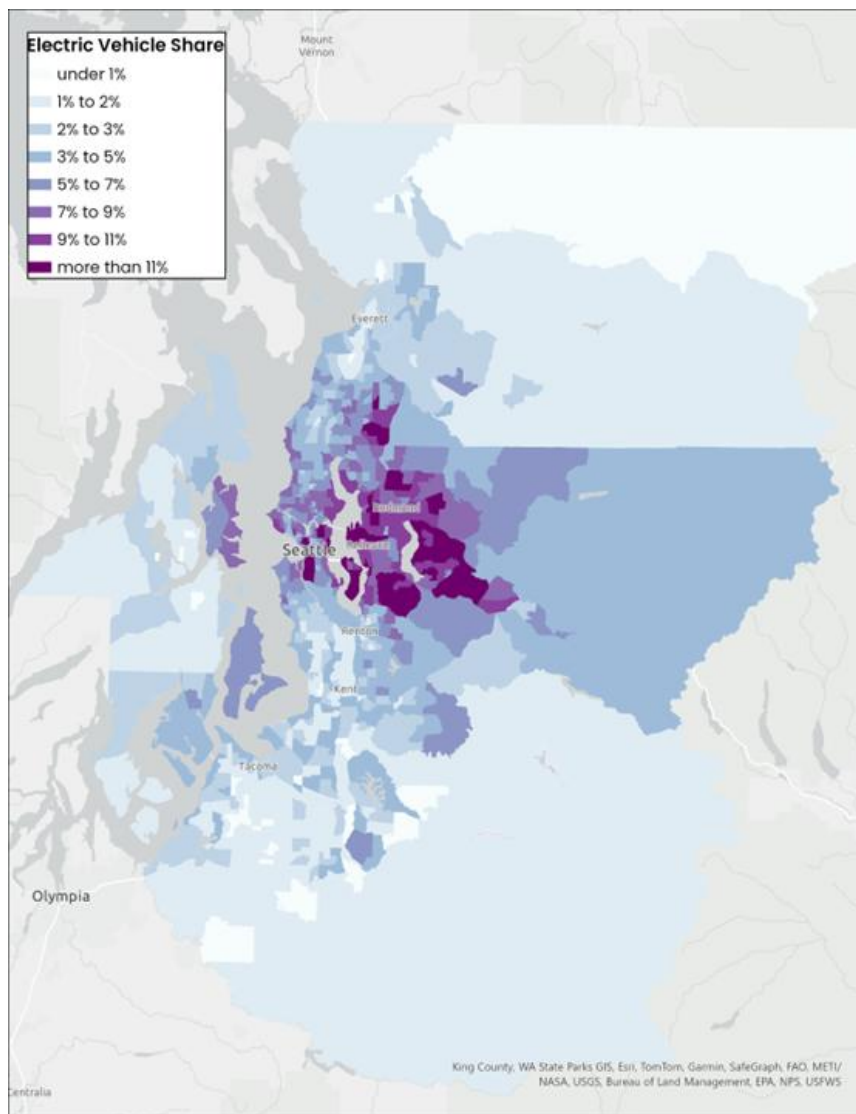 Electric Vehicle Share
under 1%
1% to 2%
2% to 3%
3% to 5%
5% to 7%
7% to 9%
9% to 11%
more than 11%
Mount
Vernon
Everett
Seattle
Renton
Kent
Tacoma
Olympia
King County, WA State Parks GIS, Esri, TomTom, Garmin, SafeGraph, FAO, METI/
NASA, USGS, Bureau of Land Management, EPA, NPS, USFWS
Centralia